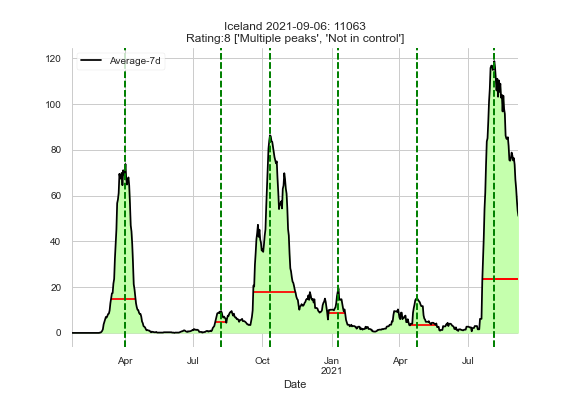 Iceland 2021-09-06: 11063
Rating:8 ['Multiple peaks', 'Not in control']
Average-7d
120
100
80
60
40
20
0
Apr Jul Oct Jan Apr Jul
2021
Date